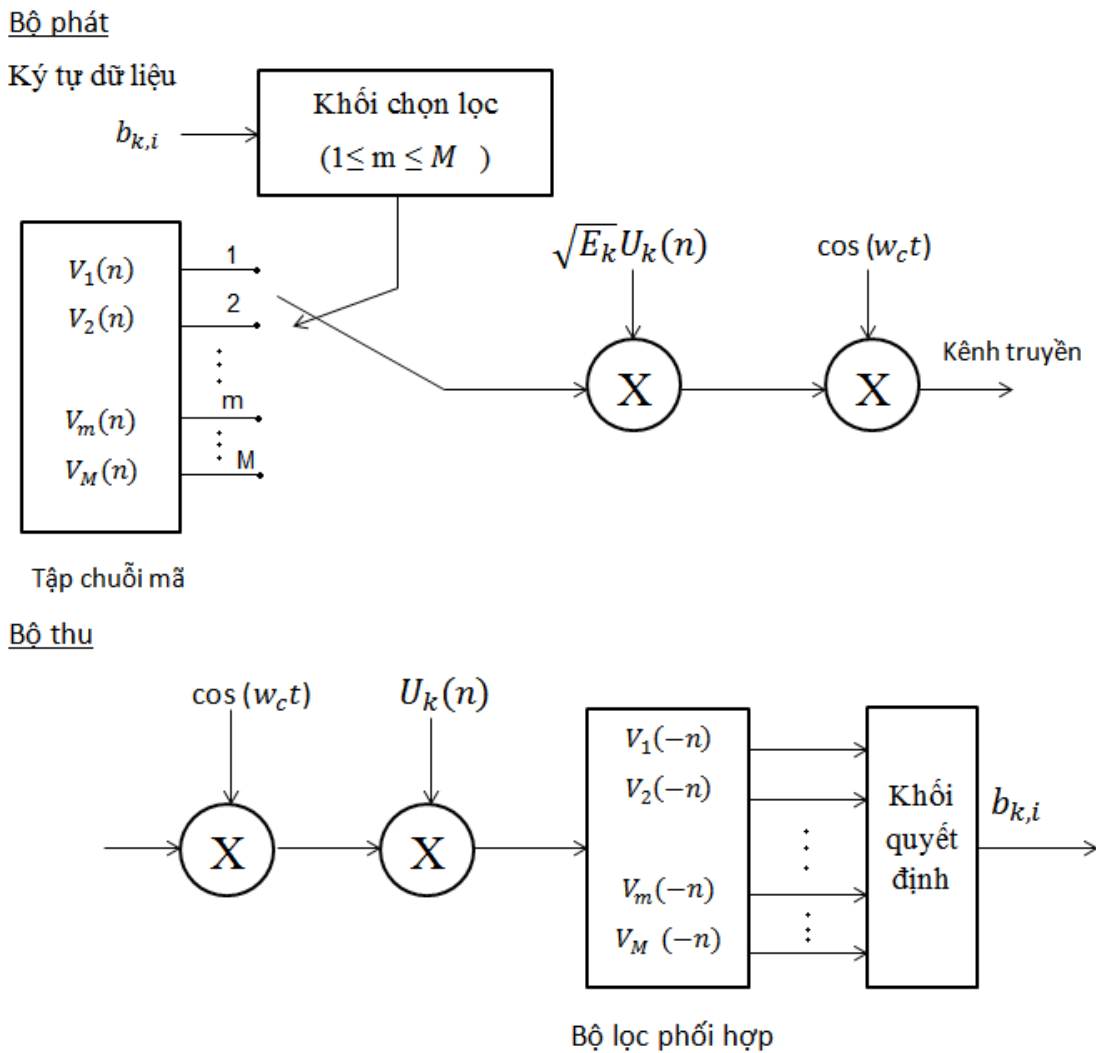 Bộ phát
Ký tự dữ liệu
b_{k,i}
Khối chọn lọc
(1≤ m ≤ M )
V_1(n)
1
V_2(n)
2
V_m(n)
m
V_M(n)
M
√E_k U_k(n)
cos (w_c t)
X
X
Kênh truyền
Tập chuỗi mã
Bộ thu
cos (w_c t)
U_k(n)
X
X
V_1(−n)
V_2(−n)
V_m(−n)
V_M (−n)
Khối
quyết
định
b_{k,i}
Bộ lọc phối hợp